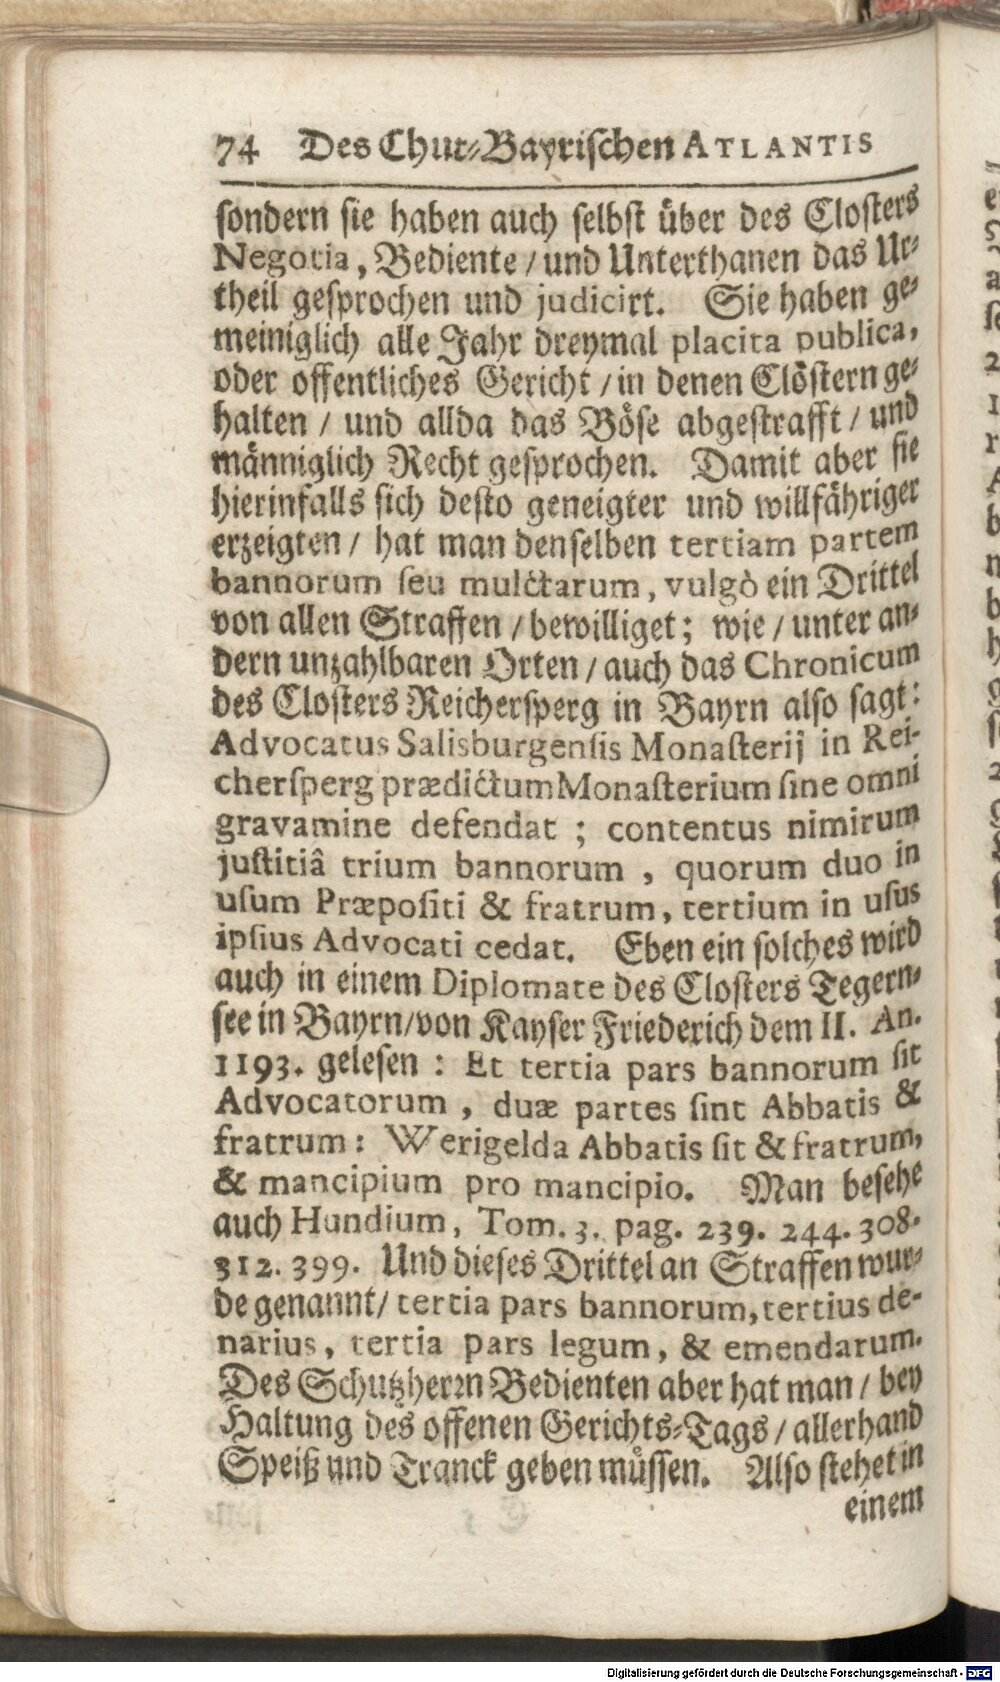 74 Des Chur-Bayrischen ATLANTIS
sondern sie haben auch selbst über des Closters
Negotia, Bediente / und Unterthanen das Ur-
theil gesprochen und judicirt. Sie haben ge-
meiniglich alle Jahr dreymal placita publica,
oder offentliches Gericht / in denen Clöstern ge-
halten / und allda das Böse abgestrafft / und
männiglich Recht gesprochen. Damit aber sie
hierinfalls sich desto geneigter und willfähriger
erzeigten / hat man denselben tertiam partem
bannorum seu mulctarum, vulgò ein Drittel
von allen Straffen / bewilliget; wie / unter an-
dern unzahlbaren Orten / auch das Chronicum
des Closters Reichersperg in Bayrn also sagt:
Advocatus Salisburgensis Monasterij in Rei-
chersperg prædictum Monasterium sine omni
gravamine defendat ; contentus nimirum
justitiâ trium bannorum , quorum duo in
usum Præpositi & fratrum, tertium in usus
ipsius Advocati cedat. Eben ein solches wird
auch in einem Diplomate des Closters Tegern-
see in Bayrn/von Kayser Friederich dem II. An.
1193. gelesen : Et tertia pars bannorum sit
Advocatorum , duæ partes sint Abbatis &
fratrum: Werigelda Abbatis sit & fratrum,
& mancipium pro mancipio. Man besehe
auch Hundium, Tom. 3. pag. 239. 244. 308.
312. 399. Und dieses Drittel an Straffen wur-
de genannt/ tertia pars bannorum, tertius de-
narius, tertia pars legum, & emendarum.
Des Schutzherrn Bedienten aber hat man / bey
Haltung des offenen Gerichts-Tags / allerhand
Speiß und Tranck geben müssen. Also stehet in
einem
Digitalisierung gefördert durch die Deutsche Forschungsgemeinschaft - DFG